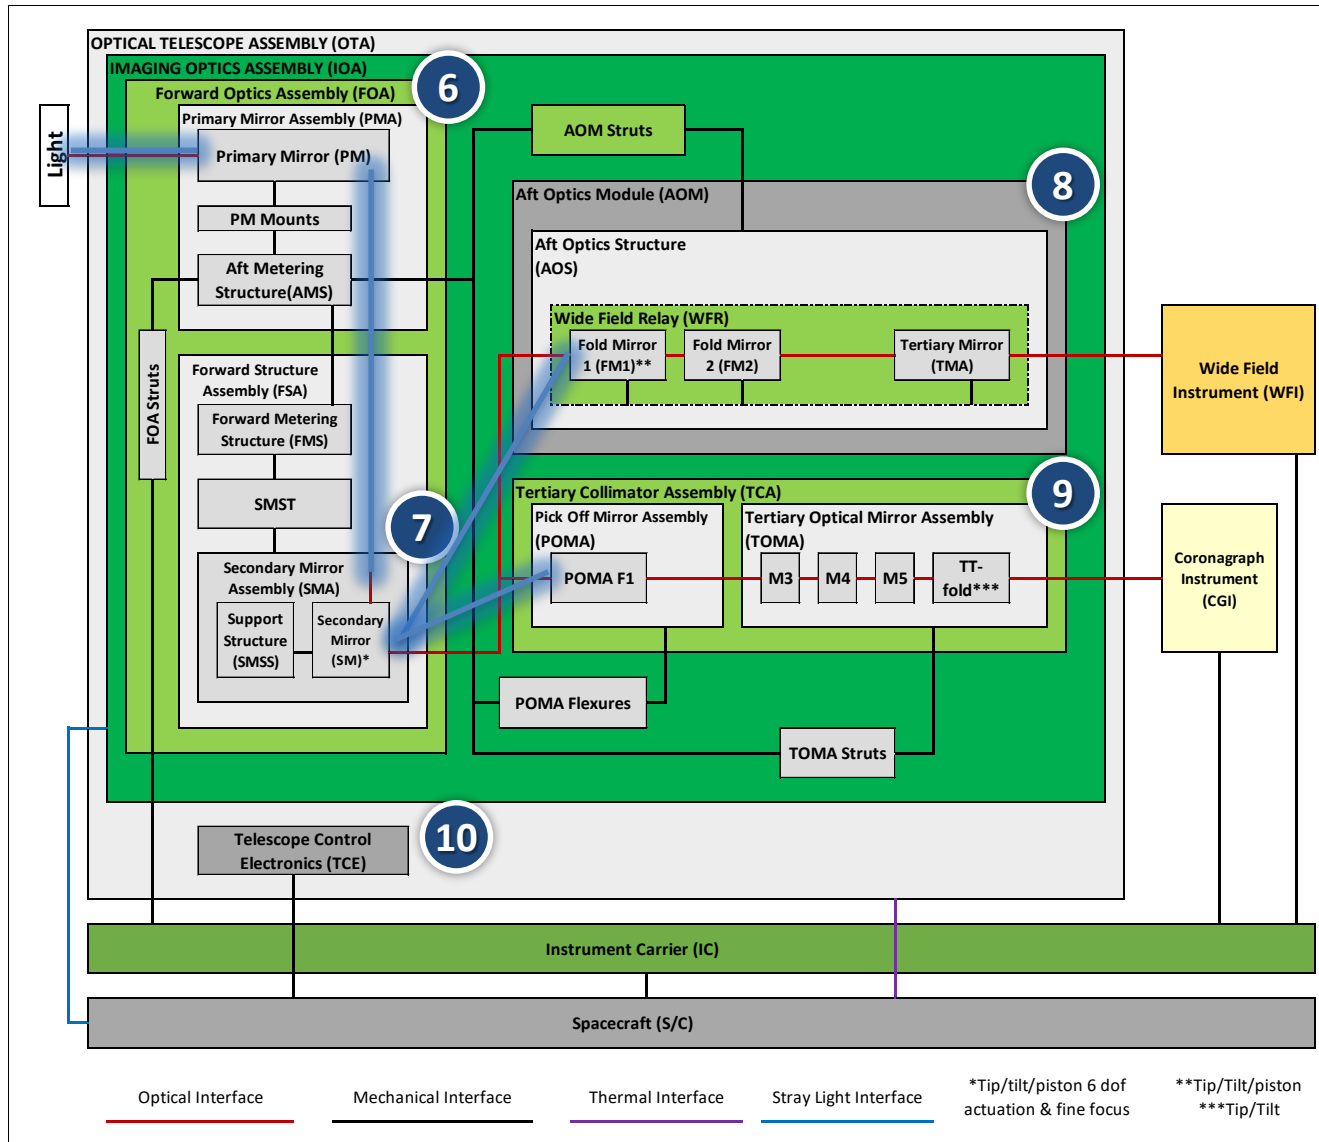 OPTICAL TELESCOPE ASSEMBLY (OTA)
IMAGING OPTICS ASSEMBLY (IOA)
Forward Optics Assembly (FOA)
6
Primary Mirror Assembly (PMA)
Light
Primary Mirror (PM)
PM Mounts
Aft Metering
Structure(AMS)
FOA Struts
Forward Structure
Assembly (FSA)
Forward Metering
Structure (FMS)
SMST
7
Secondary Mirror
Assembly (SMA)
Support
Structure
(SMSS)
Secondary
Mirror
(SM)*
AOM Struts
8
Aft Optics Module (AOM)
Aft Optics Structure
(AOS)
Wide Field Relay (WFR)
Fold Mirror
1 (FM1)**
Fold Mirror
2 (FM2)
Tertiary Mirror
(TMA)
Wide Field
Instrument (WFI)
9
Tertiary Collimator Assembly (TCA)
Pick Off Mirror Assembly
(POMA)
POMA F1
Tertiary Optical Mirror Assembly
(TOMA)
M3
M4
M5
TT-
fold***
Coronagraph
Instrument
(CGI)
POMA Flexures
TOMA Struts
10
Telescope Control
Electronics (TCE)
Instrument Carrier (IC)
Spacecraft (S/C)
Optical Interface
Mechanical Interface
Thermal Interface
Stray Light Interface
*Tip/tilt/piston 6 dof
actuation & fine focus
**Tip/Tilt/piston
***Tip/Tilt